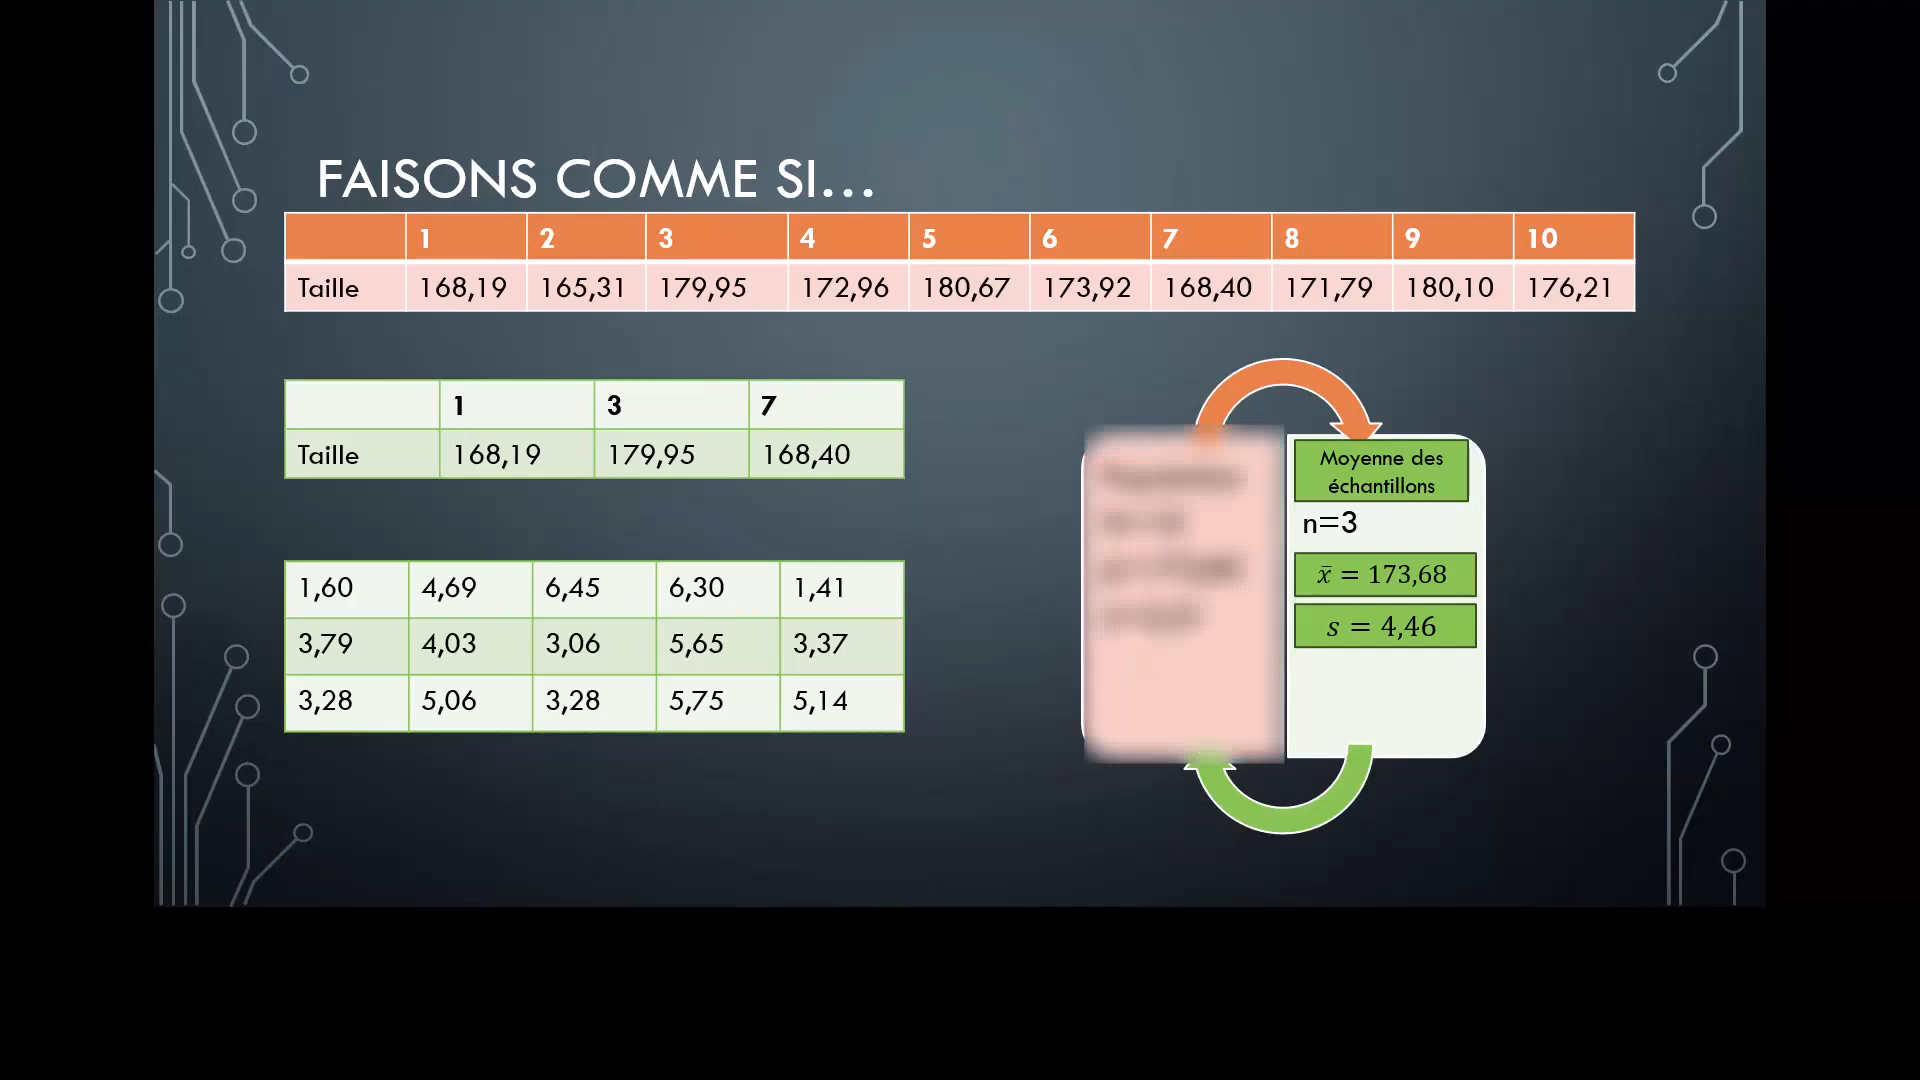 FAISONS COMME SI...
1 2 3 4 5 6 7 8 9 10
Taille 168,19 165,31 179,95 172,96 180,67 173,92 168,40 171,79 180,10 176,21
1 3 7
Taille 168,19 179,95 168,40
1,60 4,69 6,45 6,30 1,41
3,79 4,03 3,06 5,65 3,37
3,28 5,06 3,28 5,75 5,14
Moyenne des
échantillons
n=3
x̄ = 173,68
s = 4,46